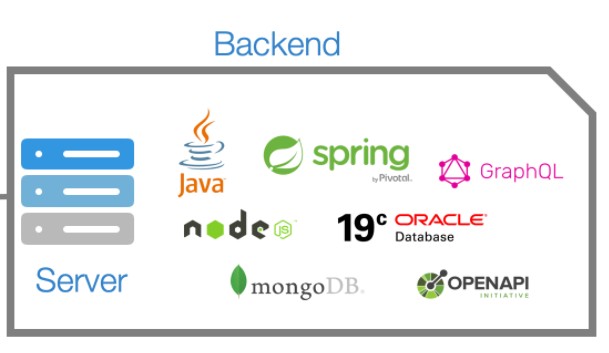 Backend
Java
spring
by Pivotal.
GraphQL
node
JS
19c ORACLE
Database
Server
mongoDB.
OPENAPI
INITIATIVE